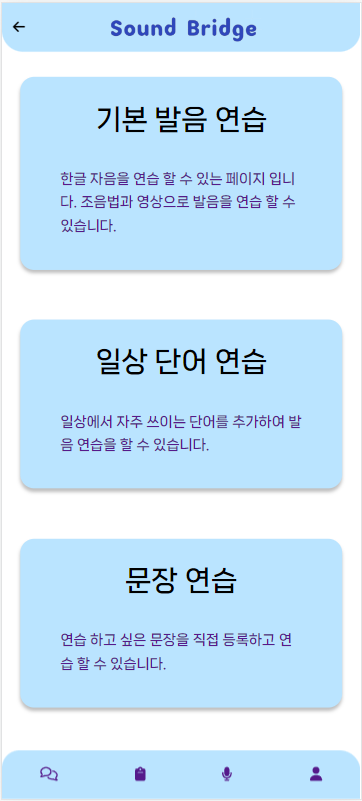 Sound Bridge
기본 발음 연습
한글 자음을 연습 할 수 있는 페이지 입니
다. 조음법과 영상으로 발음을 연습 할 수
있습니다.
일상 단어 연습
일상에서 자주 쓰이는 단어를 추가하여 발
음 연습을 할 수 있습니다.
문장 연습
연습 하고 싶은 문장을 직접 등록하고 연
습 할 수 있습니다.